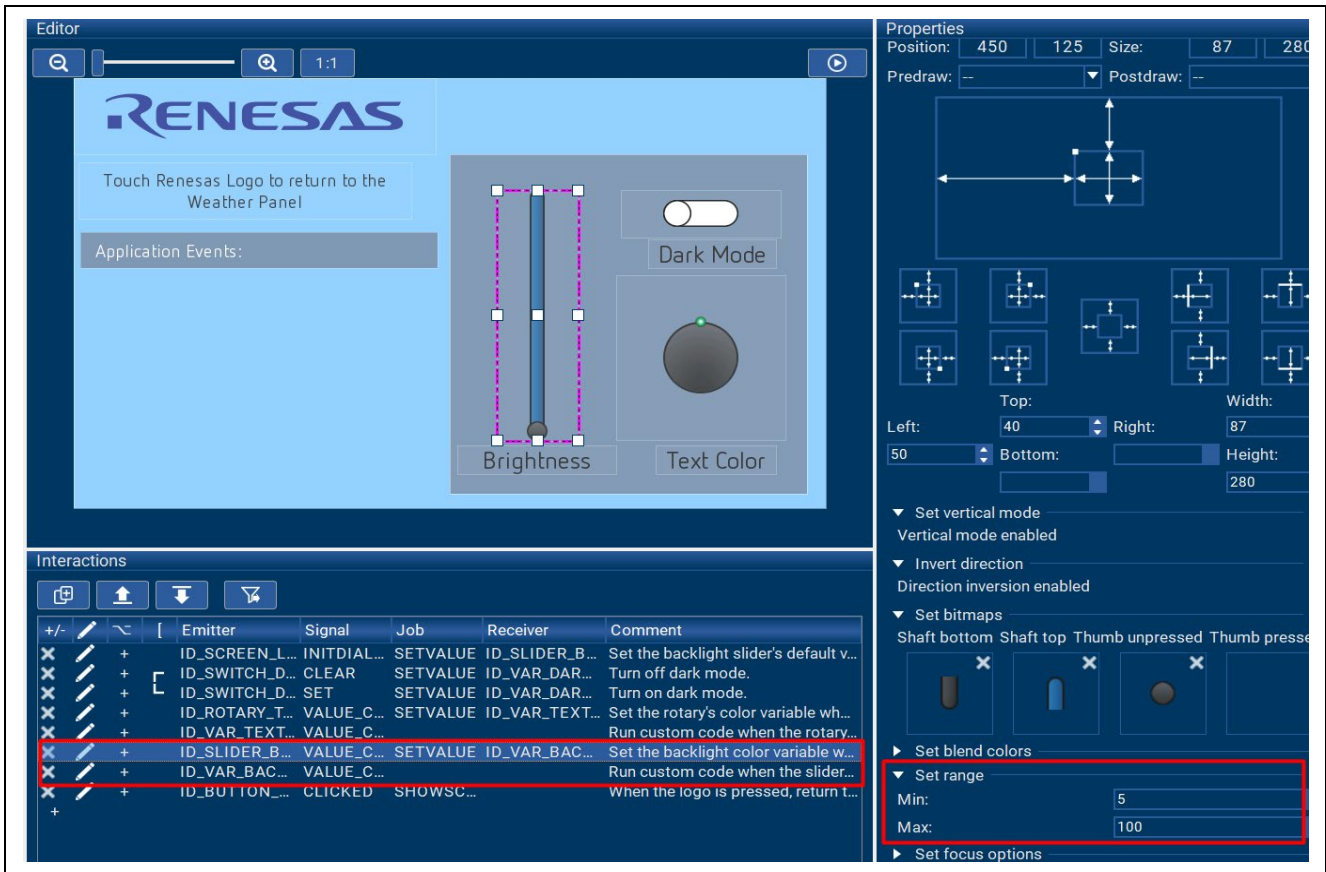 Editor
1:1
RENESAS
Touch Renesas Logo to return to the
Weather Panel
Application Events:
Dark Mode
Brightness
Text Color
Interactions
+/- [ Emitter Signal Job Receiver Comment
+ ID_SCREEN_L... INITDIAL... SETVALUE ID_SLIDER_B... Set the backlight slider's default v...
+ ID_SWITCH_D... CLEAR SETVALUE ID_VAR_DAR... Turn off dark mode.
+ ID_SWITCH_D... SET SETVALUE ID_VAR_DAR... Turn on dark mode.
+ ID_ROTARY_T... VALUE_C... SETVALUE ID_VAR_TEXT... Set the rotary's color variable wh...
+ ID_VAR_TEXT... VALUE_C... Run custom code when the rotary...
+ ID_SLIDER_B... VALUE_C... SETVALUE ID_VAR_BAC... Set the backlight color variable w...
+ ID_VAR_BAC... VALUE_C... Run custom code when the slider...
+ ID_BUTTON_... CLICKED SHOWSC... When the logo is pressed, return t...
+
Properties
Position: 450 125 Size: 87 280
Predraw: -- Postdraw: --
Top: Width:
Left: 40 Right: 87
50 Bottom: Height:
280
Set vertical mode
Vertical mode enabled
Invert direction
Direction inversion enabled
Set bitmaps
Shaft bottom Shaft top Thumb unpressed Thumb presse
Set blend colors
Set range
Min: 5
Max: 100
Set focus options